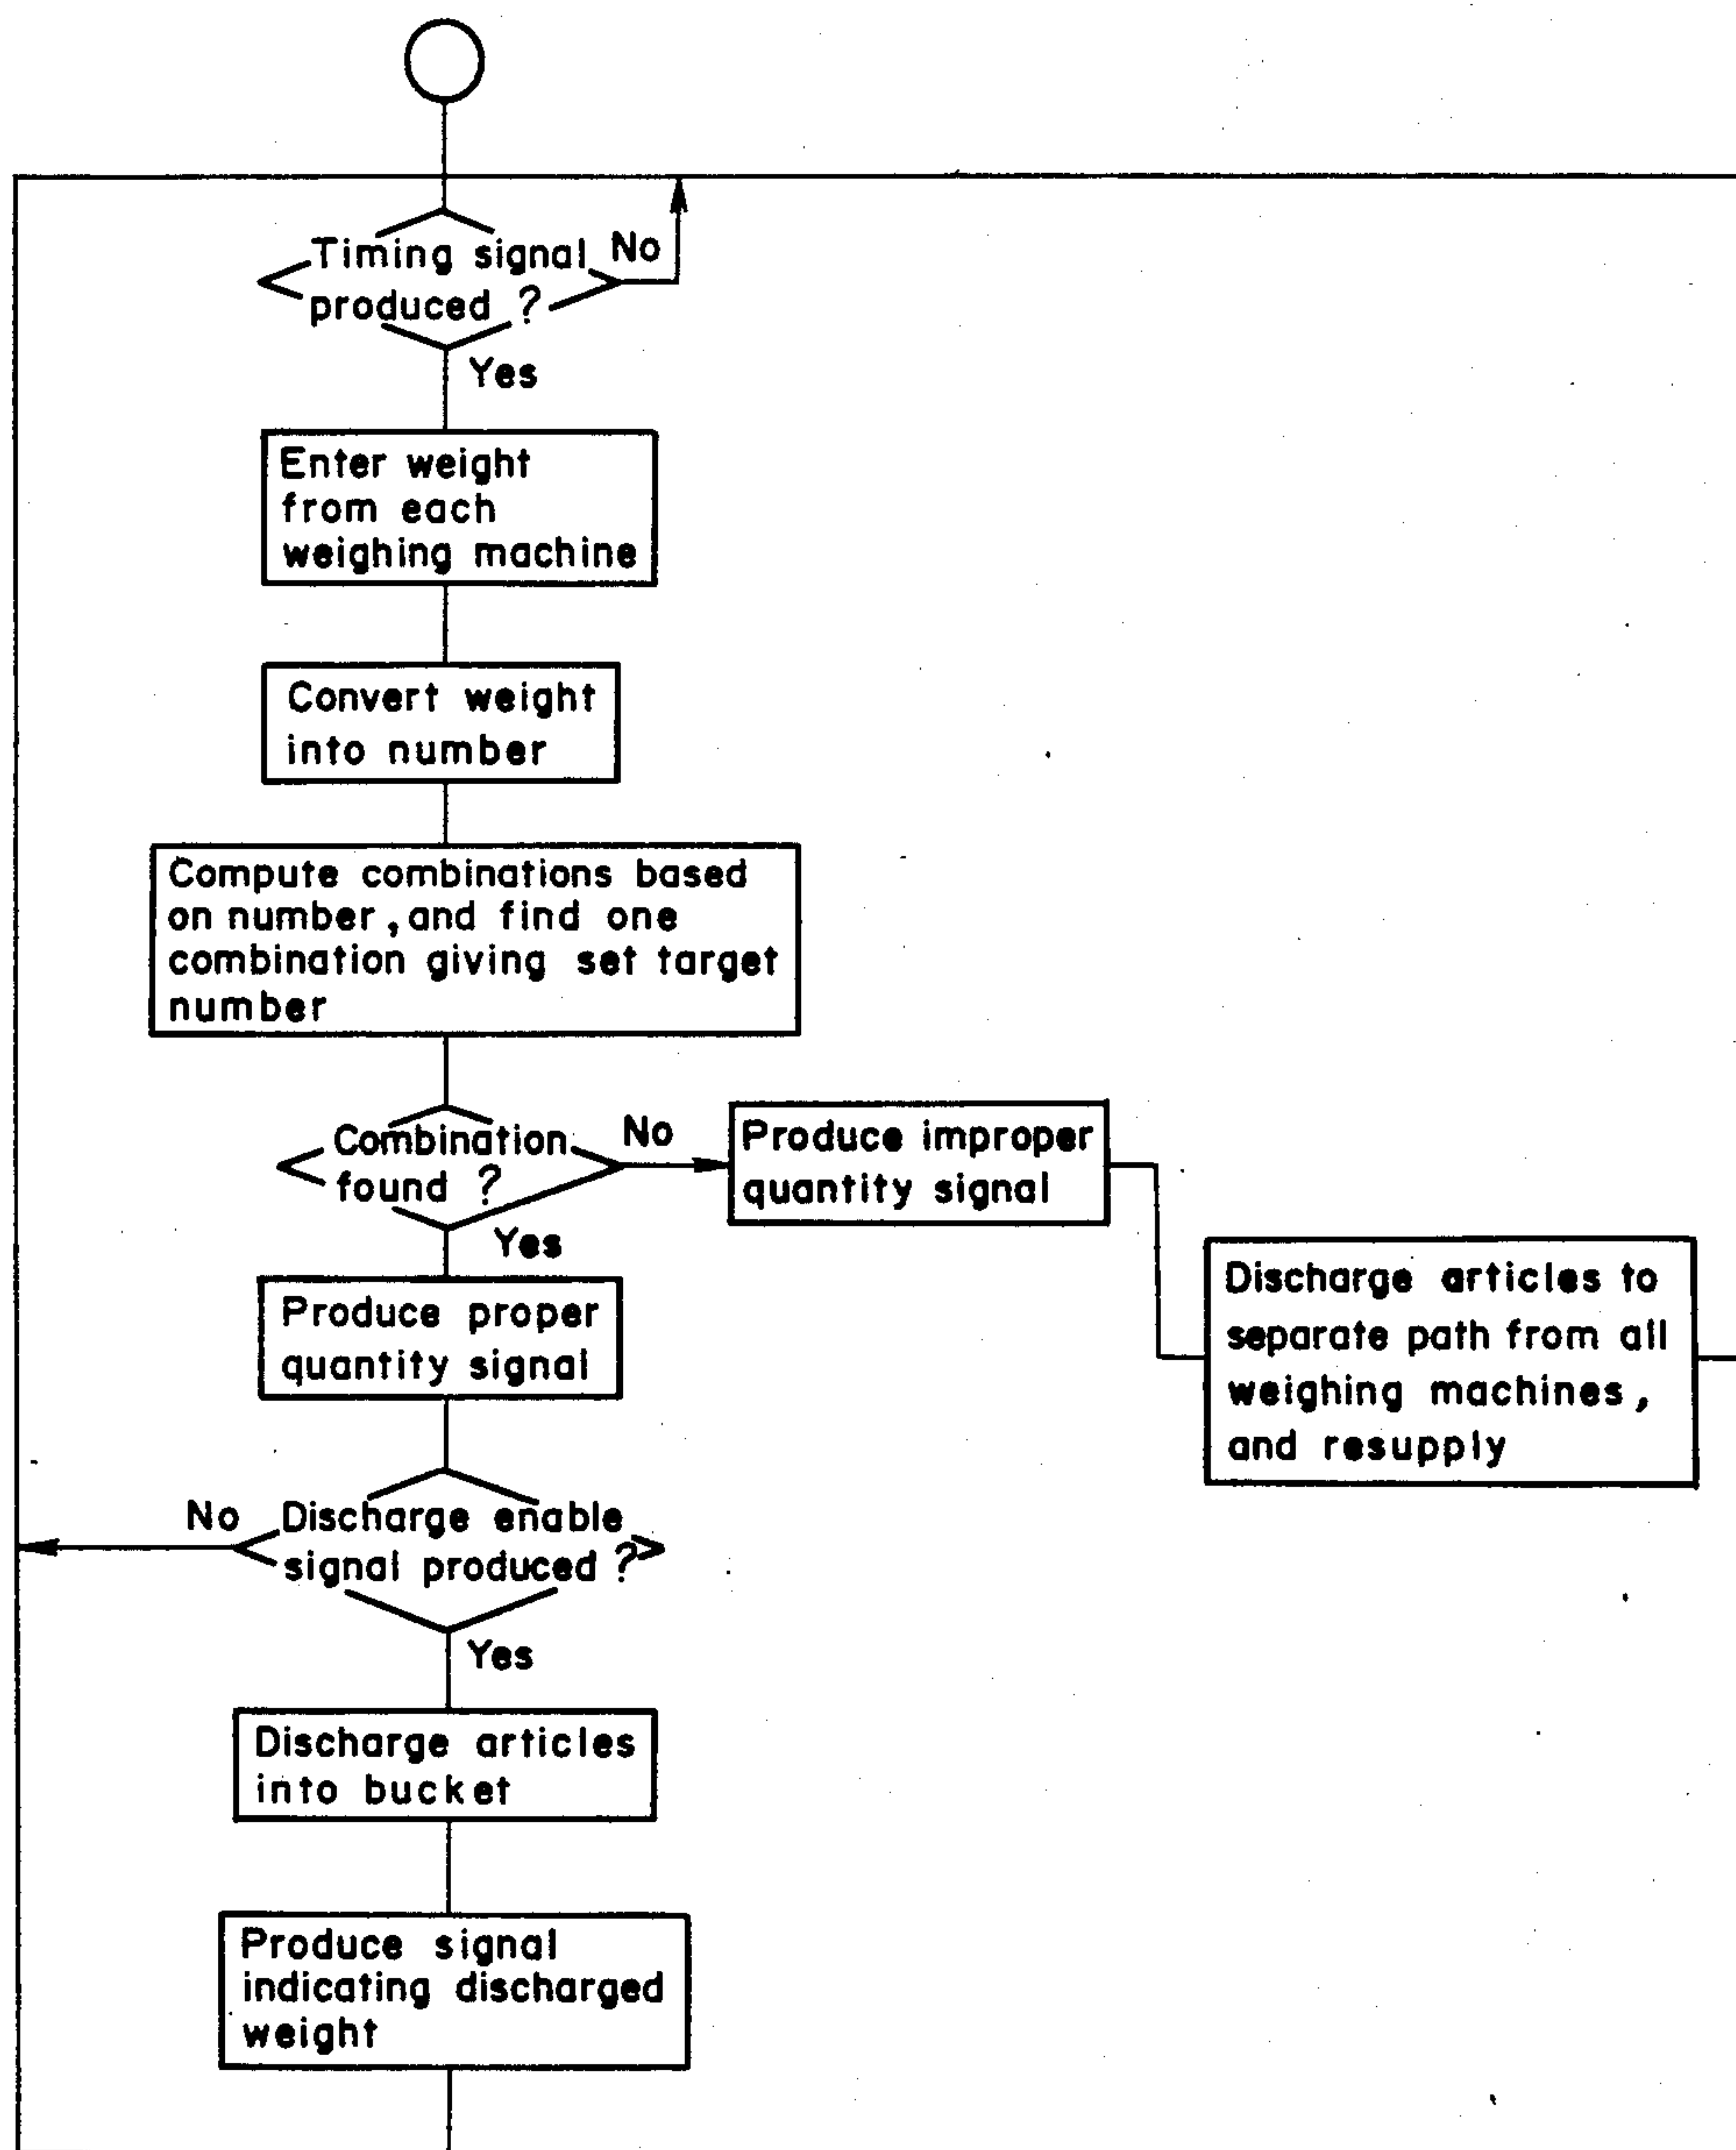 Timing signal
produced ?
No
Yes
Enter weight
from each
weighing machine
Convert weight
into number
Compute combinations based
on number, and find one
combination giving set target
number
Combination
found ?
No
Produce improper
quantity signal
Yes
Discharge articles to
separate path from all
weighing machines,
and resupply
Produce proper
quantity signal
No
Discharge enable
signal produced ?
Yes
Discharge articles
into bucket
Produce signal
indicating discharged
weight